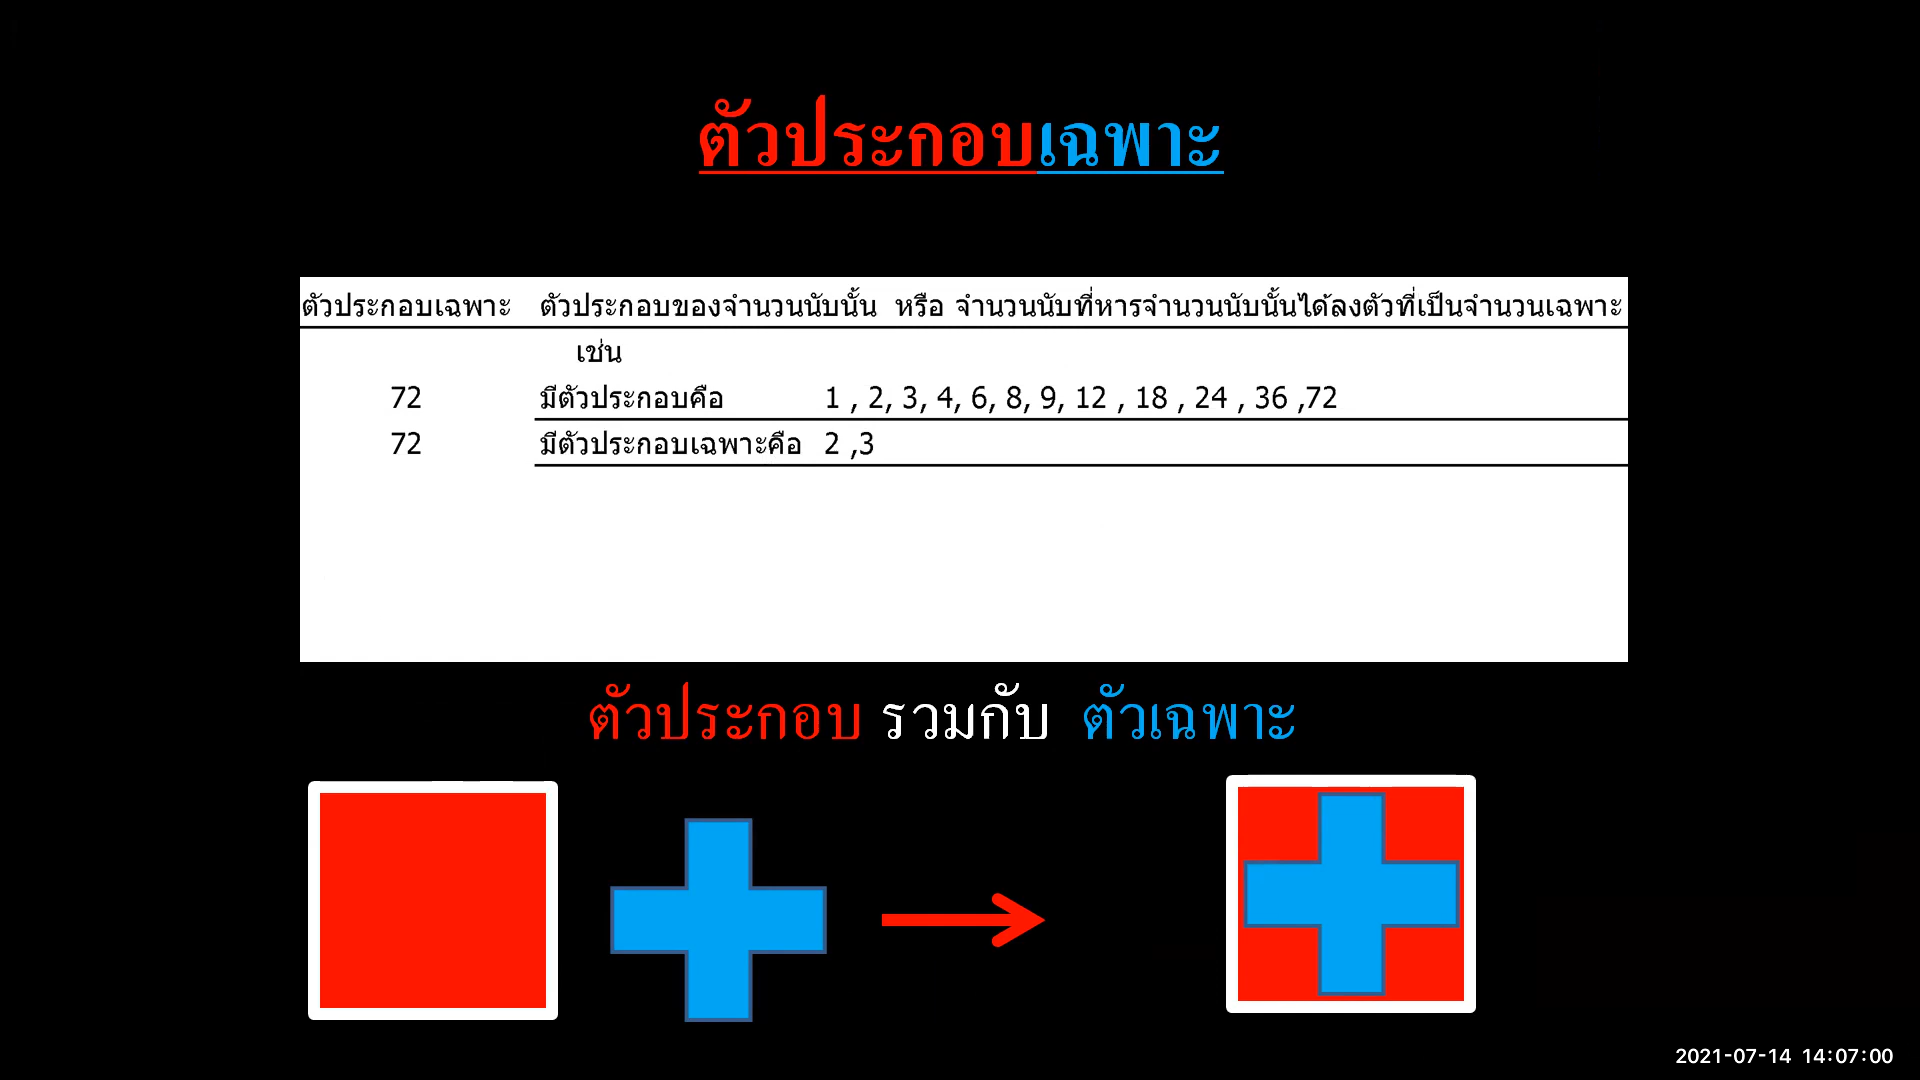 ตัวประกอบเฉพาะ
ตัวประกอบเฉพาะ ตัวประกอบของจำนวนนับนั้น หรือ จำนวนนับที่หารจำนวนนับนั้นได้ลงตัวที่เป็นจำนวนเฉพาะ
เช่น
72 มีตัวประกอบคือ 1 , 2, 3, 4, 6, 8, 9, 12 , 18 , 24 , 36 ,72
72 มีตัวประกอบเฉพาะคือ 2 ,3
ตัวประกอบ รวมกับ ตัวเฉพาะ
2021-07-14 14:07:00